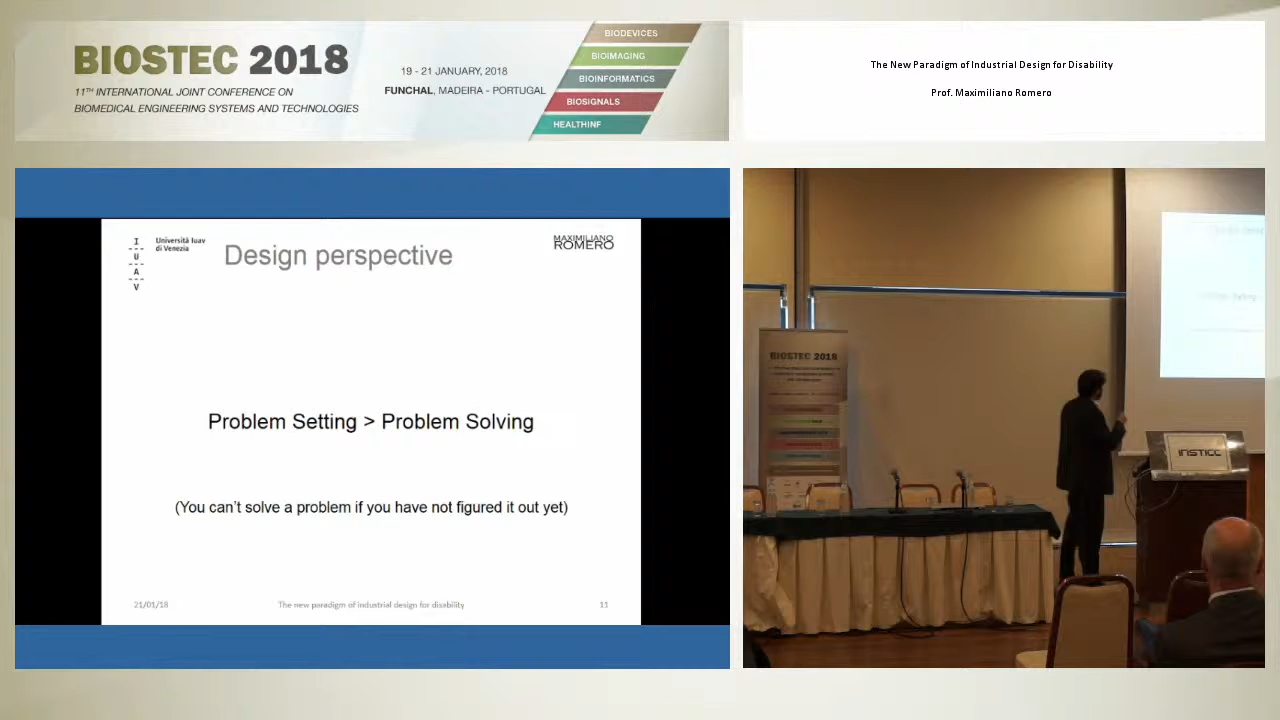 BIOSTEC 2018
11TH INTERNATIONAL JOINT CONFERENCE ON
BIOMEDICAL ENGINEERING SYSTEMS AND TECHNOLOGIES
19 - 21 JANUARY, 2018
FUNCHAL, MADEIRA - PORTUGAL
BIODEVICES
BIOIMAGING
BIOINFORMATICS
BIOSIGNALS
HEALTHINF
The New Paradigm of Industrial Design for Disability
Prof. Maximiliano Romero
I
U
A
V
Università Iuav
di Venezia
Design perspective
MAXIMILIANO
ROMERO
Problem Setting > Problem Solving
(You can't solve a problem if you have not figured it out yet)
21/01/18
The new paradigm of industrial design for disability
11
BIOSTEC 2018
INSTICC